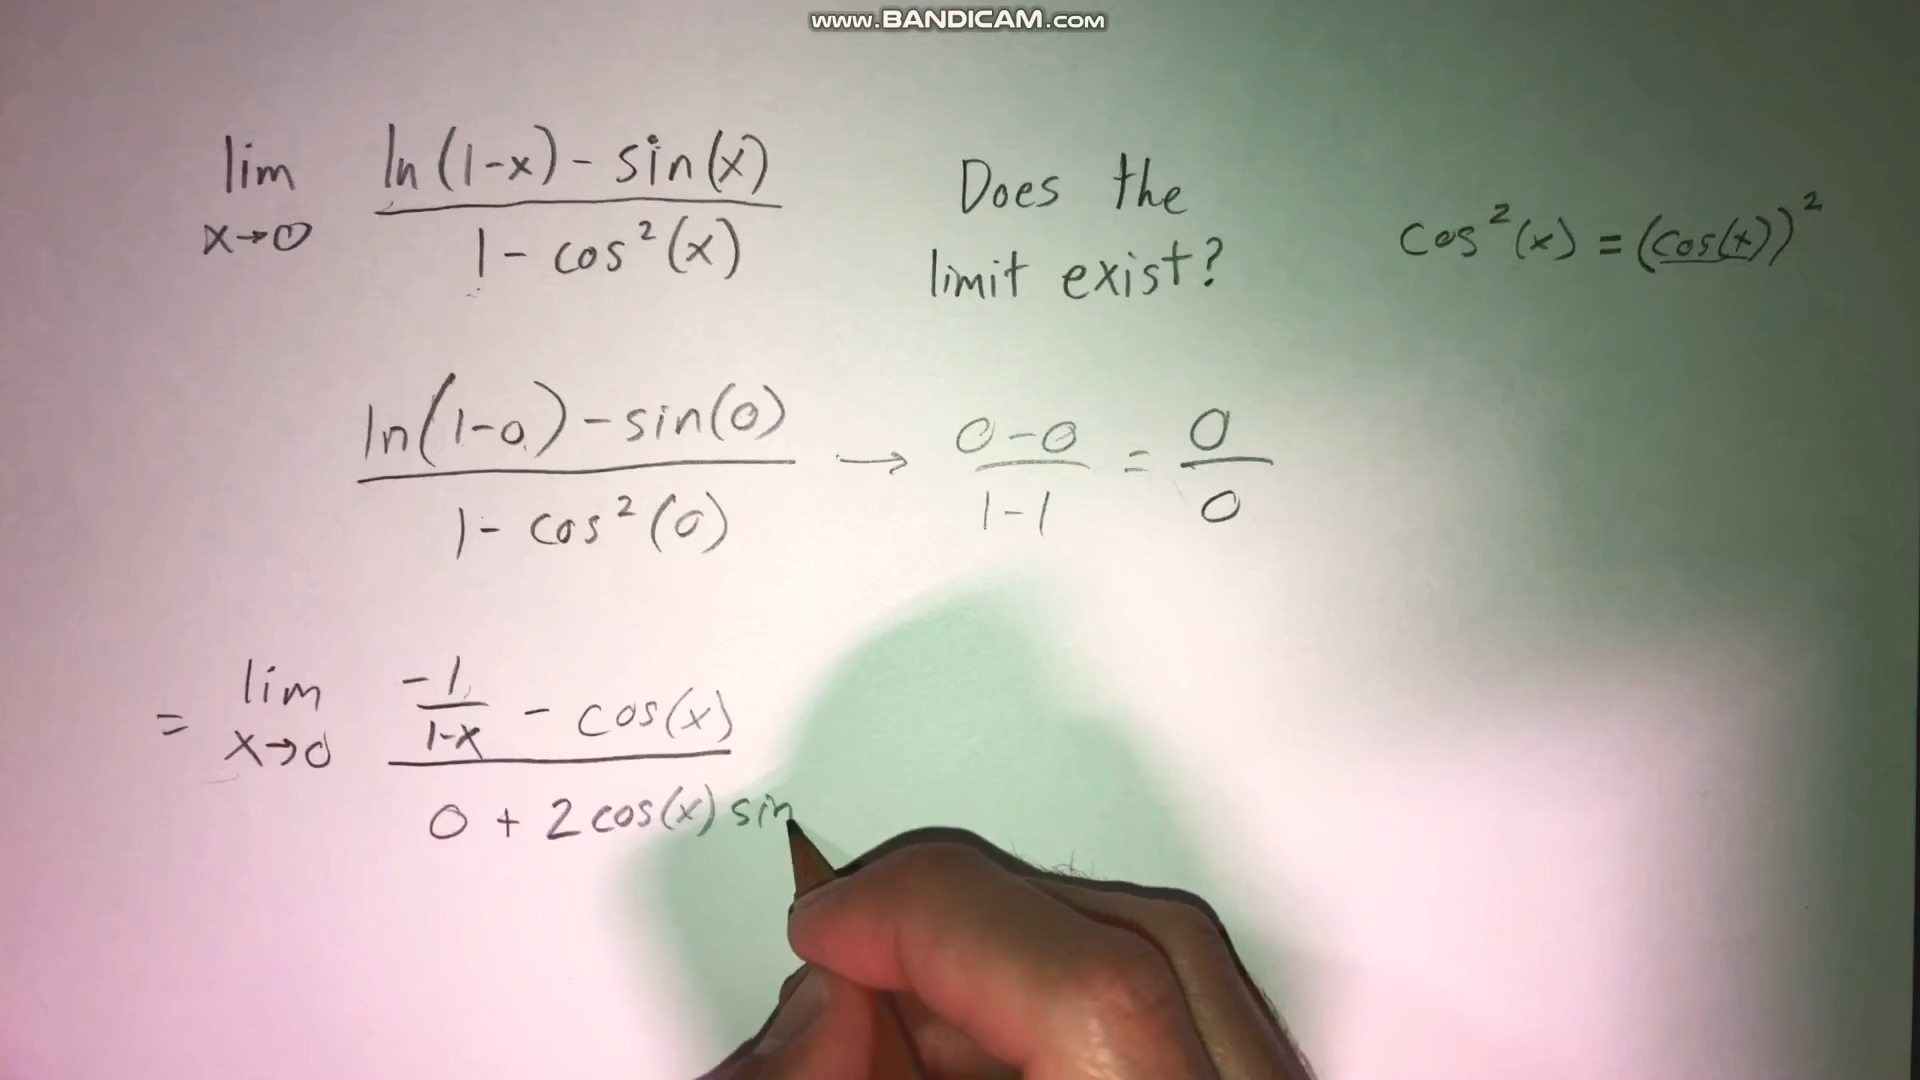 www.BANDICAM.com
lim x→0 (ln(1-x) - sin(x)) / (1 - cos²(x))
Does the
limit exist?
cos²(x) = (cos(x))²
(ln(1-0) - sin(0)) / (1 - cos²(0)) → (0-0)/(1-1) = 0/0
= lim x→0 (-1/(1-x) - cos(x)) / (0 + 2cos(x) sin